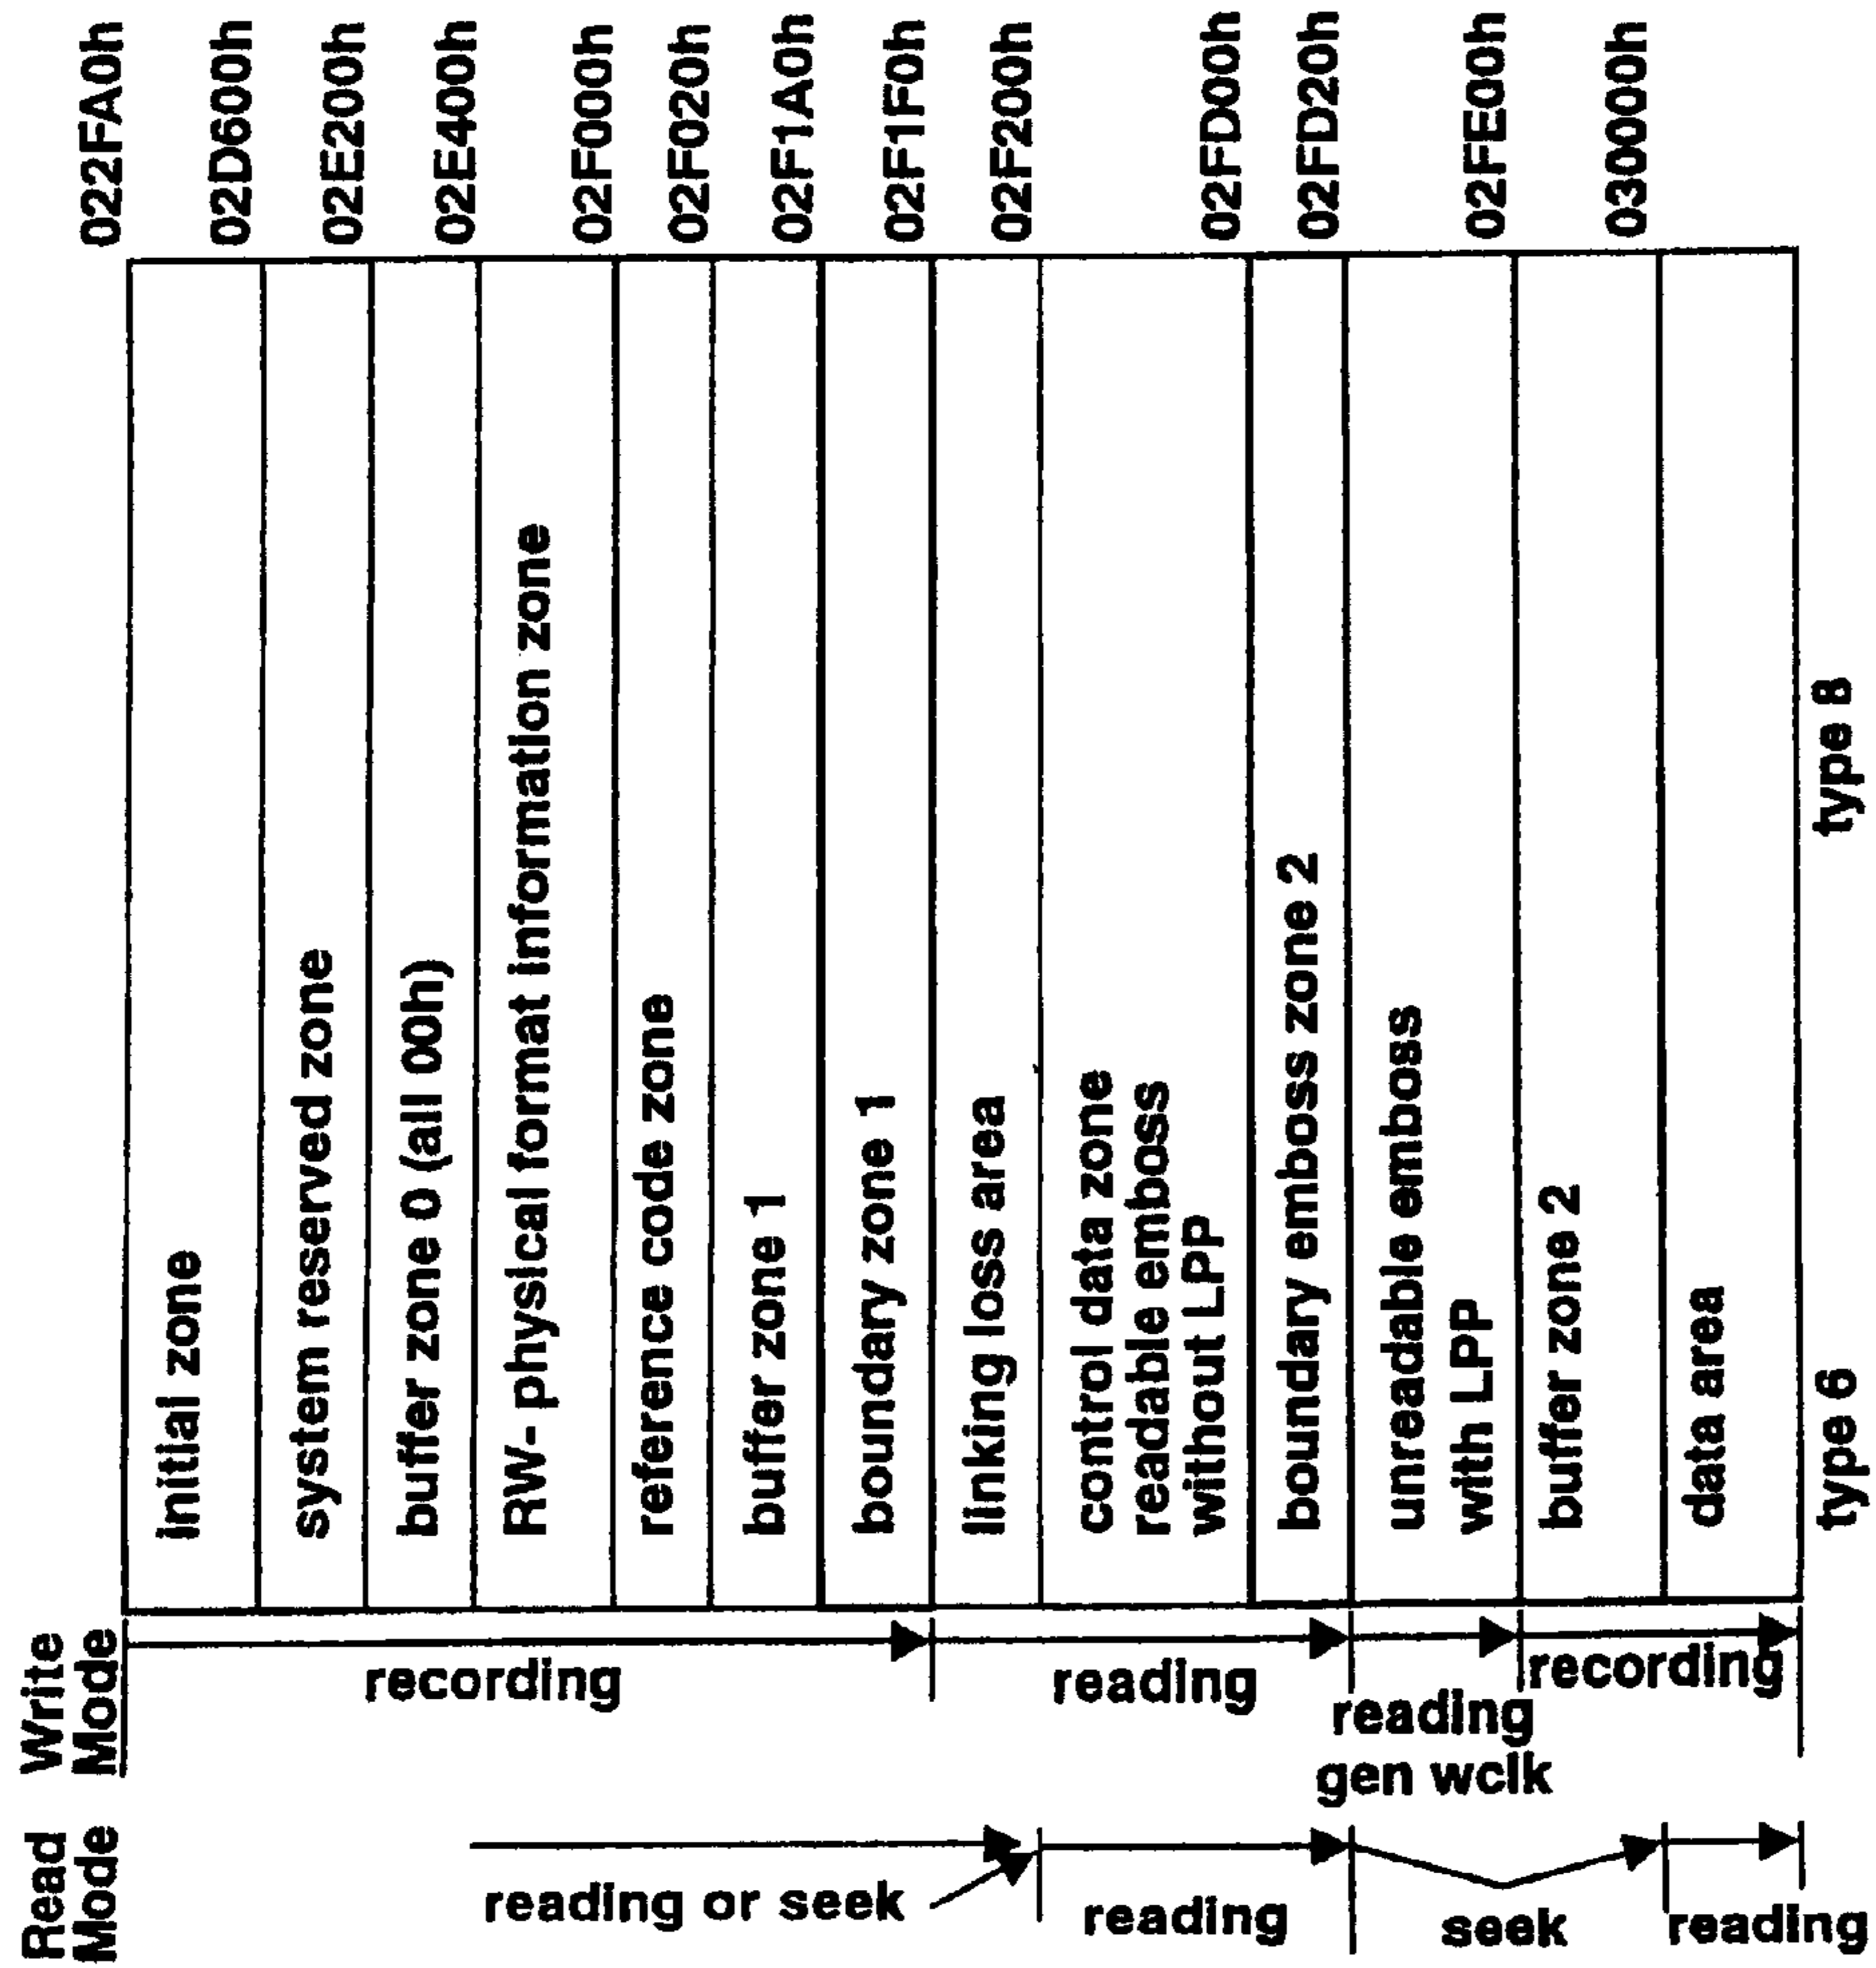 Read
Mode
Write
Mode
022FA0h
initial zone
02D600h
system reserved zone
02E200h
buffer zone 0 (all 00h)
02E400h
RW- physical format information zone
02F000h
reference code zone
02F020h
buffer zone 1
02F1A0h
boundary zone 1
02F1F0h
linking loss area
02F200h
control data zone
readable emboss
without LPP
02FD00h
boundary emboss zone 2
02FD20h
unreadable emboss
with LPP
02FE00h
buffer zone 2
030000h
data area
type 6
type 8
recording
reading
reading
gen wclk
recording
reading or seek
reading
seek
reading